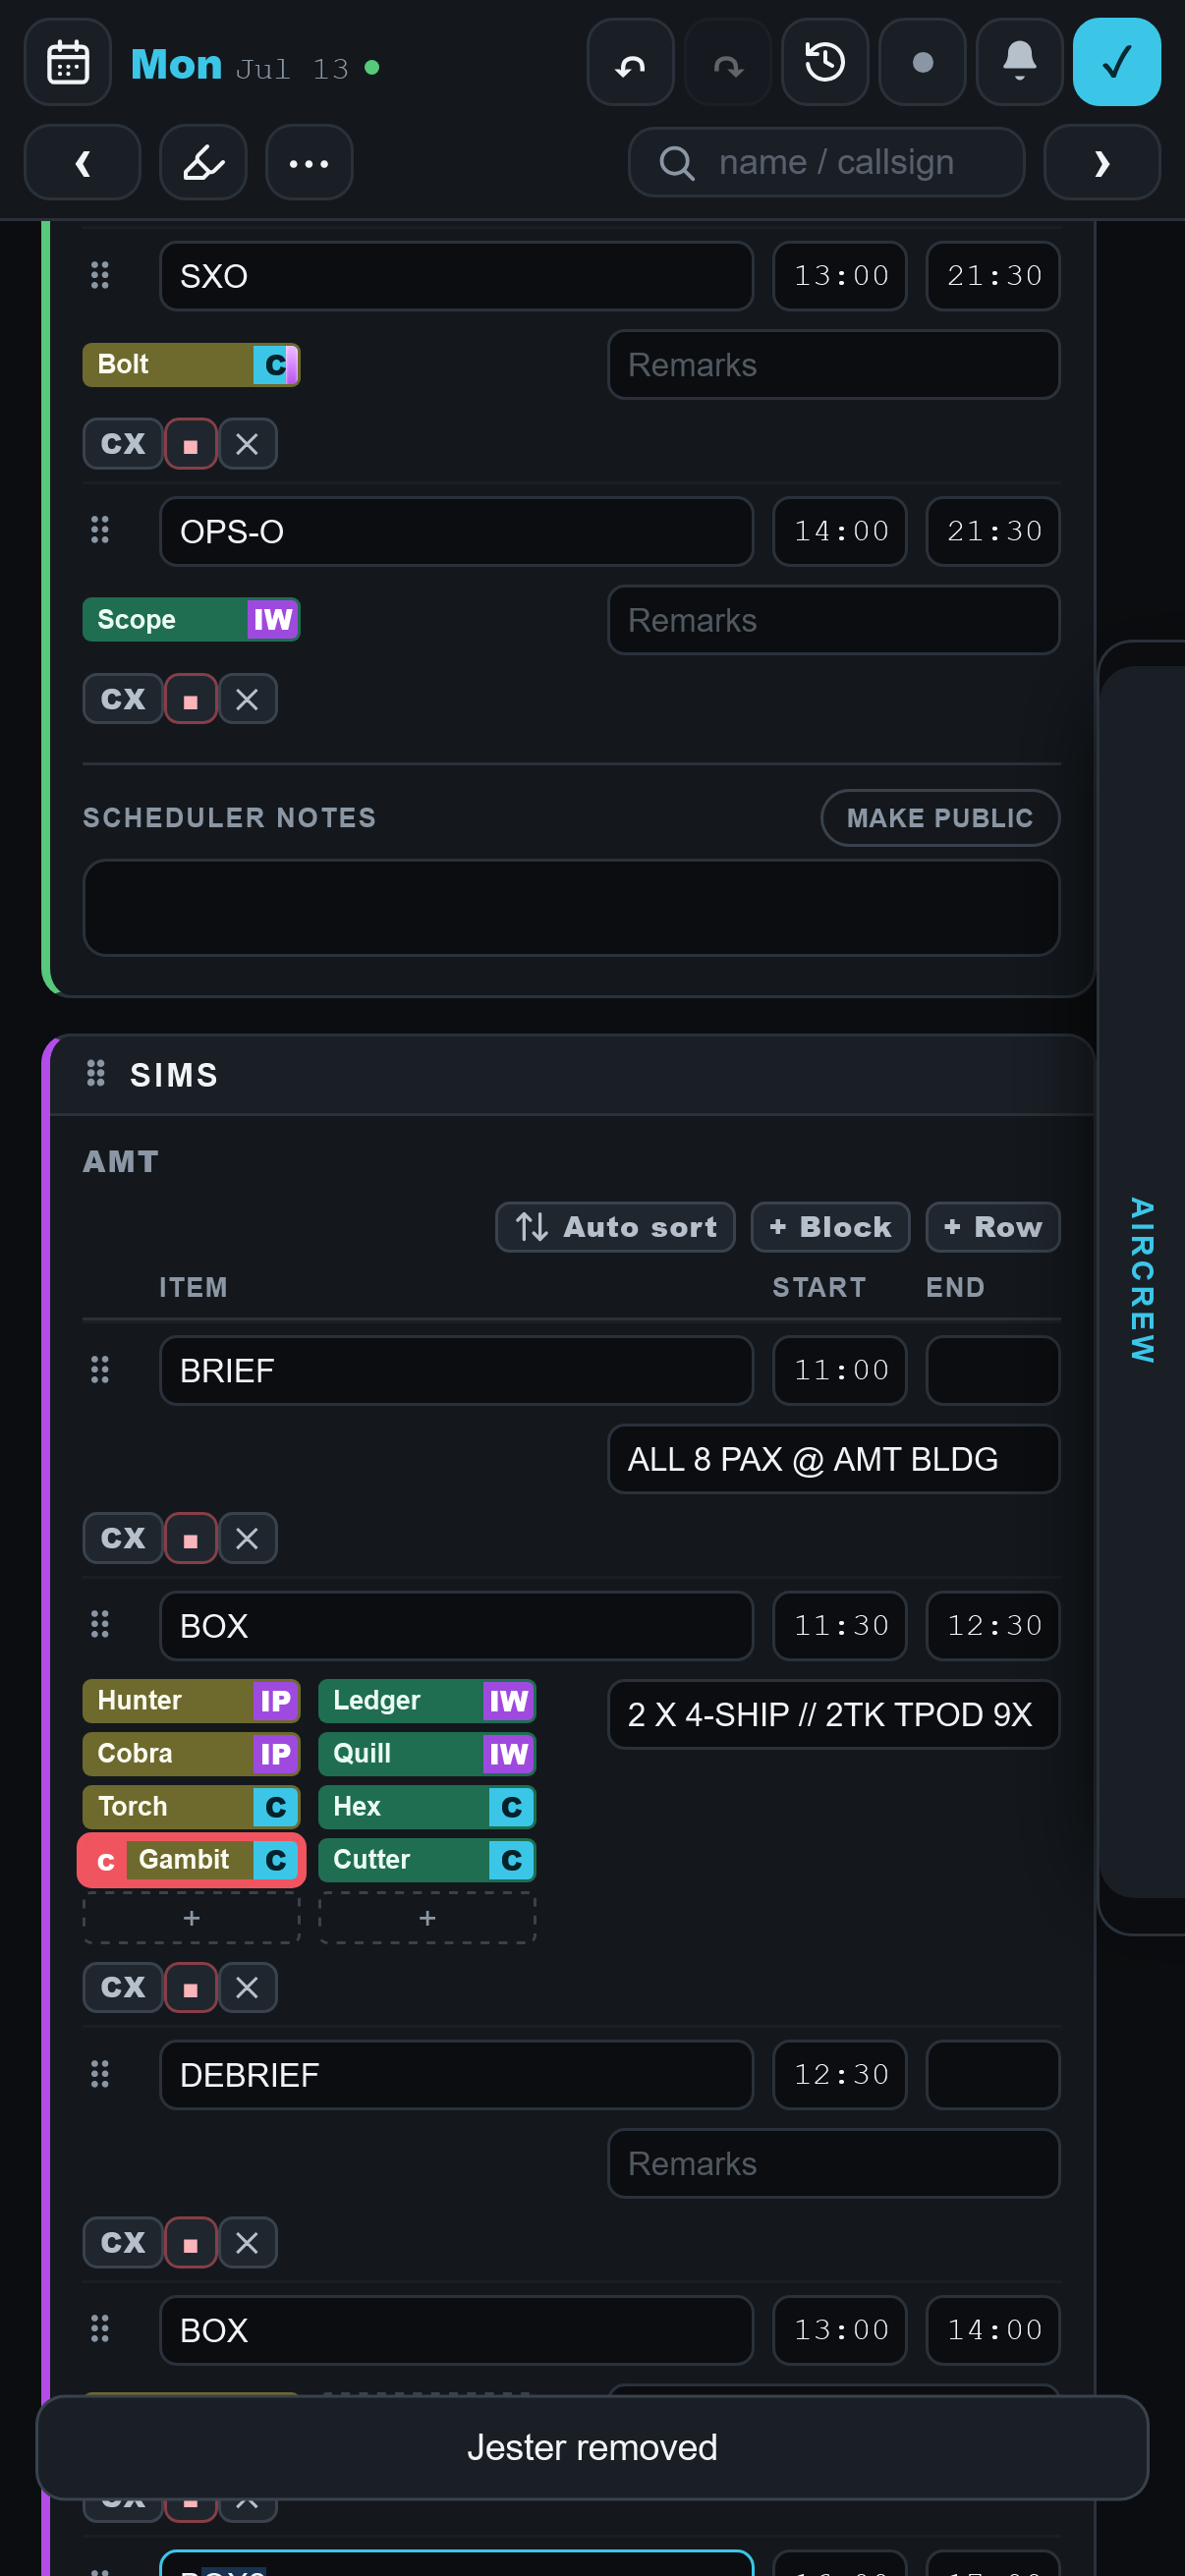 Mon Jul 13
name / callsign
SXO 13:00 21:30
Bolt C Remarks
CX
OPS-O 14:00 21:30
Scope IW Remarks
CX
SCHEDULER NOTES MAKE PUBLIC
SIMS
AMT
Auto sort + Block + Row
ITEM START END
BRIEF 11:00
ALL 8 PAX @ AMT BLDG
CX
BOX 11:30 12:30
Hunter IP Ledger IW 2 X 4-SHIP // 2TK TPOD 9X
Cobra IP Quill IW
Torch C Hex C
c Gambit C Cutter C
+ +
CX
DEBRIEF 12:30
Remarks
CX
BOX 13:00 14:00
Jester removed
AIRCREW